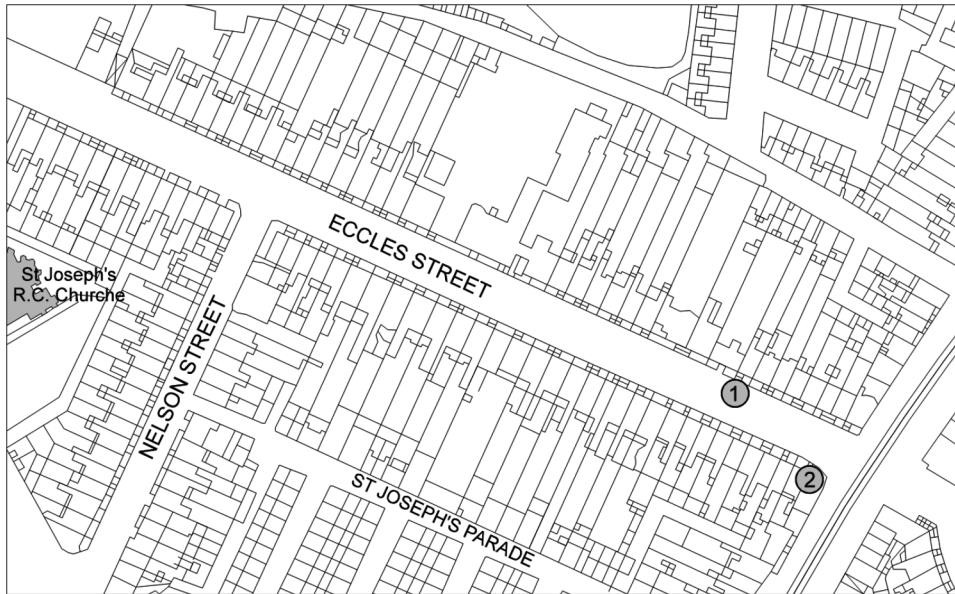 ECCLES STREET
St Joseph's
R.C. Churche
NELSON STREET
1
2
ST JOSEPH'S PARADE